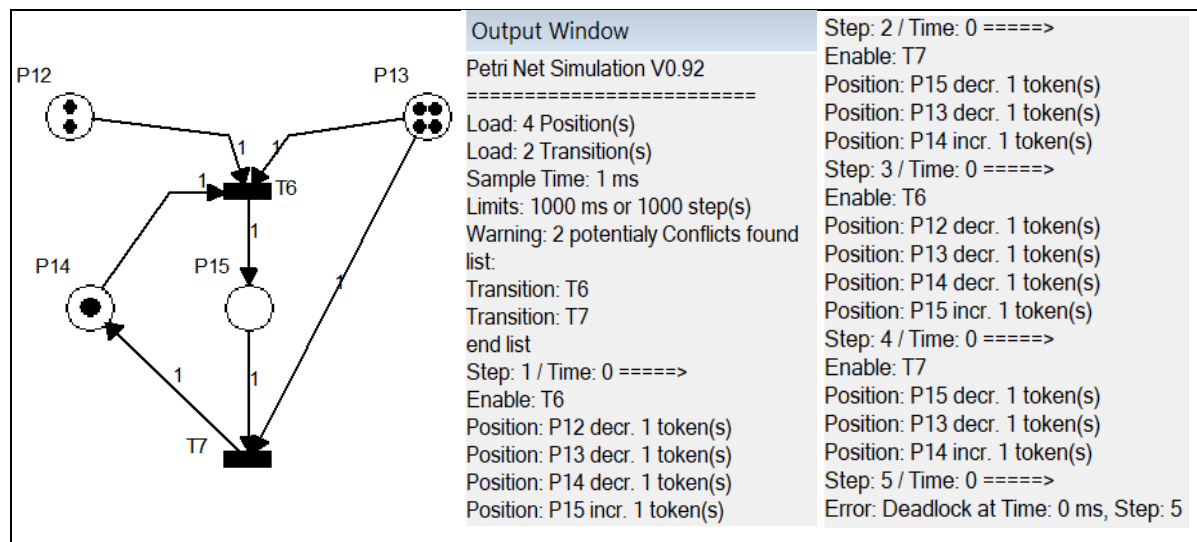 P12
P13
1
1
1
T6
1
P14
P15
1
1
1
T7
Output Window
Petri Net Simulation V0.92
=========================
Load: 4 Position(s)
Load: 2 Transition(s)
Sample Time: 1 ms
Limits: 1000 ms or 1000 step(s)
Warning: 2 potentialy Conflicts found
list:
Transition: T6
Transition: T7
end list
Step: 1 / Time: 0 =====>
Enable: T6
Position: P12 decr. 1 token(s)
Position: P13 decr. 1 token(s)
Position: P14 decr. 1 token(s)
Position: P15 incr. 1 token(s)
Step: 2 / Time: 0 =====>
Enable: T7
Position: P15 decr. 1 token(s)
Position: P13 decr. 1 token(s)
Position: P14 incr. 1 token(s)
Step: 3 / Time: 0 =====>
Enable: T6
Position: P12 decr. 1 token(s)
Position: P13 decr. 1 token(s)
Position: P14 decr. 1 token(s)
Position: P15 incr. 1 token(s)
Step: 4 / Time: 0 =====>
Enable: T7
Position: P15 decr. 1 token(s)
Position: P13 decr. 1 token(s)
Position: P14 incr. 1 token(s)
Step: 5 / Time: 0 =====>
Error: Deadlock at Time: 0 ms, Step: 5